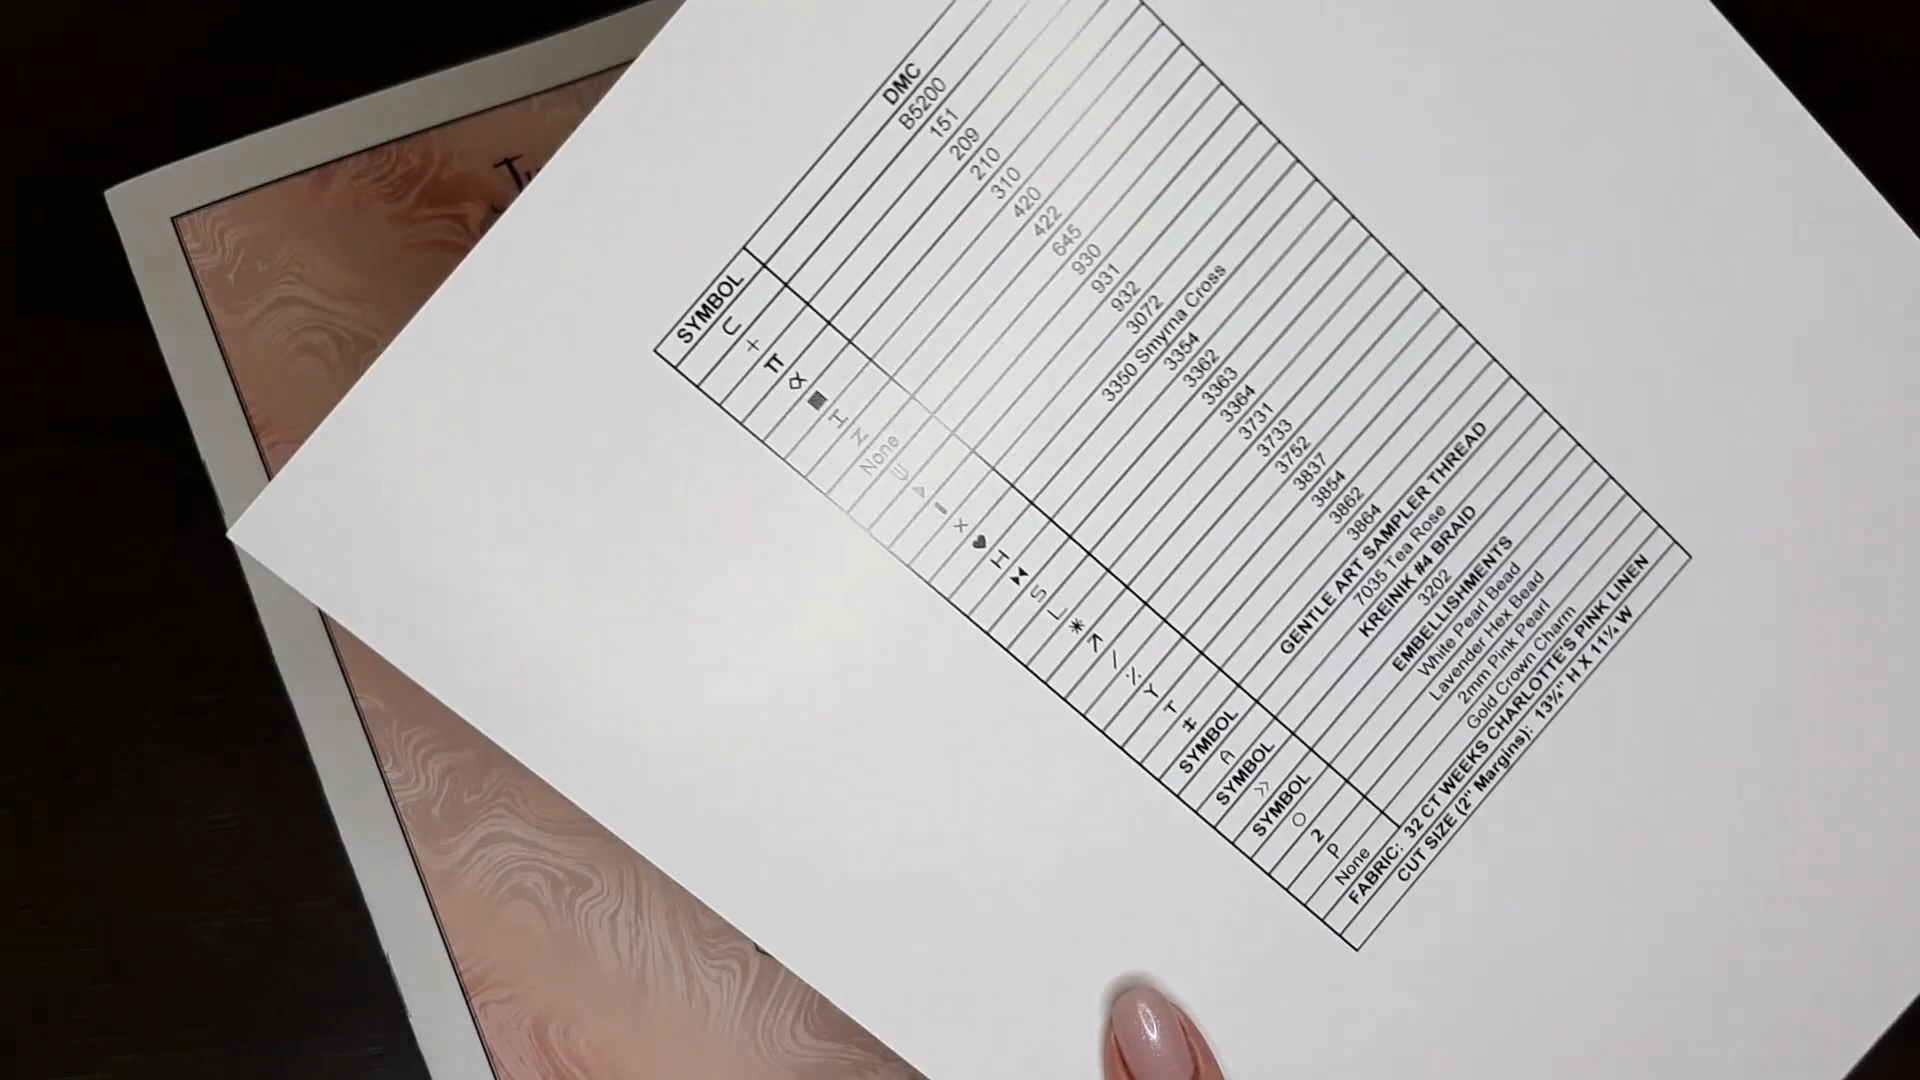 SYMBOL DMC
⊂ B5200
+ 151
π 209
∝ 210
■ 310
工 420
N 422
None 645
⋓ 930
△ 931
▬ 932
× 3072
♥ 3350 Smyrna Cross
H 3354
⧓ 3362
S 3363
L 3364
✳ 3731
⇱ 3733
/ 3752
⁒ 3837
Y 3854
T 3862
‡ 3864
SYMBOL GENTLE ART SAMPLER THREAD
A 7035 Tea Rose
SYMBOL KREINIK #4 BRAID
» 3202
SYMBOL EMBELLISHMENTS
○ White Pearl Bead
2 Lavender Hex Bead
P 2mm Pink Pearl
None Gold Crown Charm
FABRIC: 32 CT WEEKS CHARLOTTE'S PINK LINEN
CUT SIZE (2" Margins): 13¾" H X 11¼ W